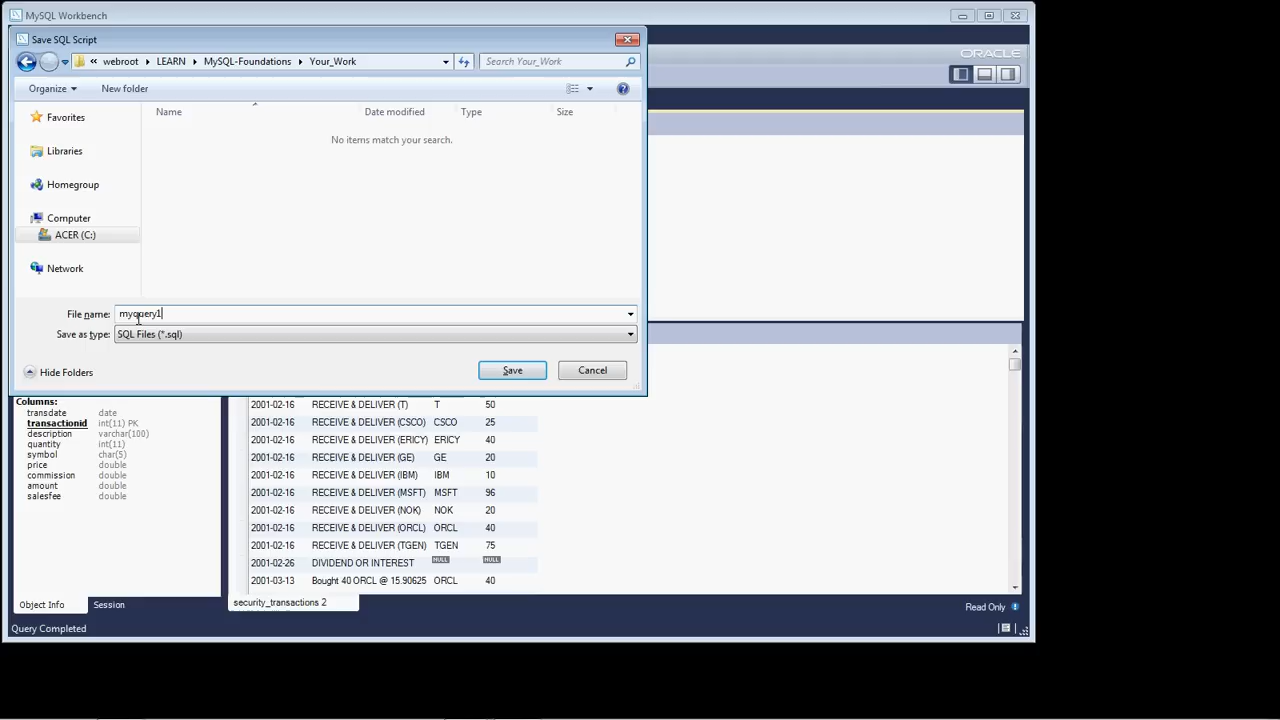 MySQL Workbench
Save SQL Script
ORACLE
« webroot LEARN MySQL-Foundations Your_Work
Search Your_Work
Organize New folder
Name Date modified Type Size
Favorites
No items match your search.
Libraries
Homegroup
Computer
ACER (C:)
Network
File name: myquery1
Save as type: SQL Files (*.sql)
Hide Folders Save Cancel
Columns:
transdate date
transactionid int(11) PK
description varchar(100)
quantity int(11)
symbol char(5)
price double
commission double
amount double
salesfee double
2001-02-16 RECEIVE & DELIVER (T) T 50
2001-02-16 RECEIVE & DELIVER (CSCO) CSCO 25
2001-02-16 RECEIVE & DELIVER (ERICY) ERICY 40
2001-02-16 RECEIVE & DELIVER (GE) GE 20
2001-02-16 RECEIVE & DELIVER (IBM) IBM 10
2001-02-16 RECEIVE & DELIVER (MSFT) MSFT 96
2001-02-16 RECEIVE & DELIVER (NOK) NOK 20
2001-02-16 RECEIVE & DELIVER (ORCL) ORCL 40
2001-02-16 RECEIVE & DELIVER (TGEN) TGEN 75
2001-02-26 DIVIDEND OR INTEREST NULL NULL
2001-03-13 Bought 40 ORCL @ 15.90625 ORCL 40
Object Info Session
security_transactions 2
Read Only
Query Completed